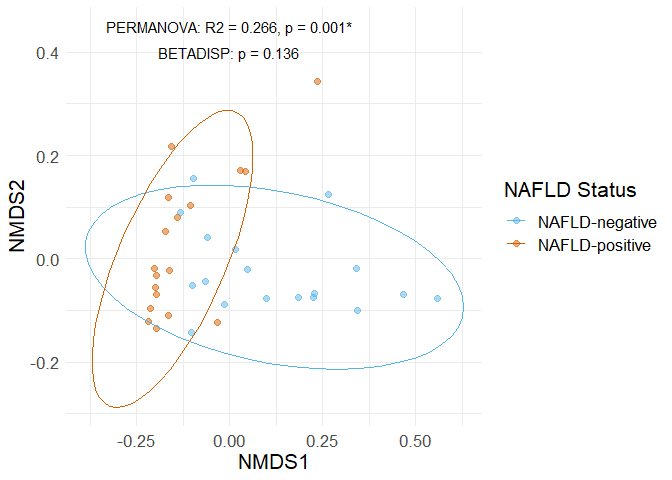 PERMANOVA: R2 = 0.266, p = 0.001*
BETADISP: p = 0.136
0.4
0.2
0.0
-0.2
NMDS2
-0.25
0.00
0.25
0.50
NMDS1
NAFLD Status
NAFLD-negative
NAFLD-positive